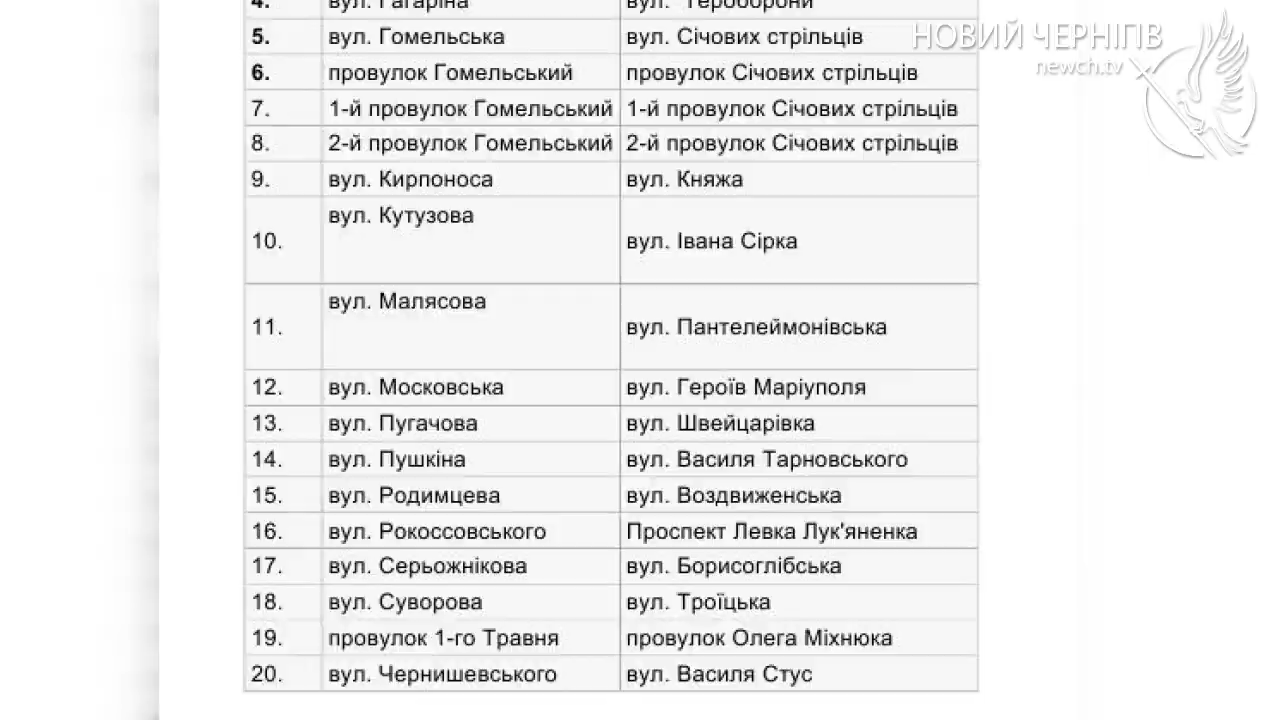 4. вул. Гагаріна вул. "Тероборони
5. вул. Гомельська вул. Січових стрільців
6. провулок Гомельський провулок Січових стрільців
7. 1-й провулок Гомельський 1-й провулок Січових стрільців
8. 2-й провулок Гомельський 2-й провулок Січових стрільців
9. вул. Кирпоноса вул. Княжа
10. вул. Кутузова вул. Івана Сірка
11. вул. Малясова вул. Пантелеймонівська
12. вул. Московська вул. Героїв Маріуполя
13. вул. Пугачова вул. Швейцарівка
14. вул. Пушкіна вул. Василя Тарновського
15. вул. Родимцева вул. Воздвиженська
16. вул. Рокоссовського Проспект Левка Лук'яненка
17. вул. Серьожнікова вул. Борисоглібська
18. вул. Суворова вул. Троїцька
19. провулок 1-го Травня провулок Олега Міхнюка
20. вул. Чернишевського вул. Василя Стус
НОВИЙ ЧЕРНІГІВ
newch.tv